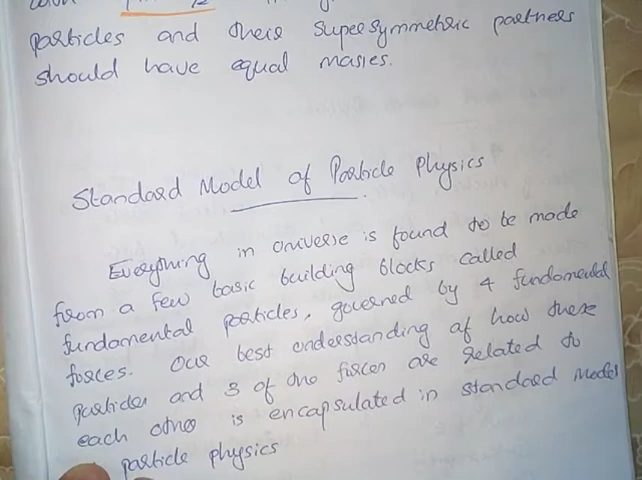 particles and there supersymmetric partners
should have equal masses.
Standard Model of Particle Physics
Everything in universe is found to be made
from a few basic building blocks called
fundamental particles, governed by 4 fundamental
forces. Our best understanding of how these
particles and 3 of the forces are related to
each other is encapsulated in standard model
particle physics